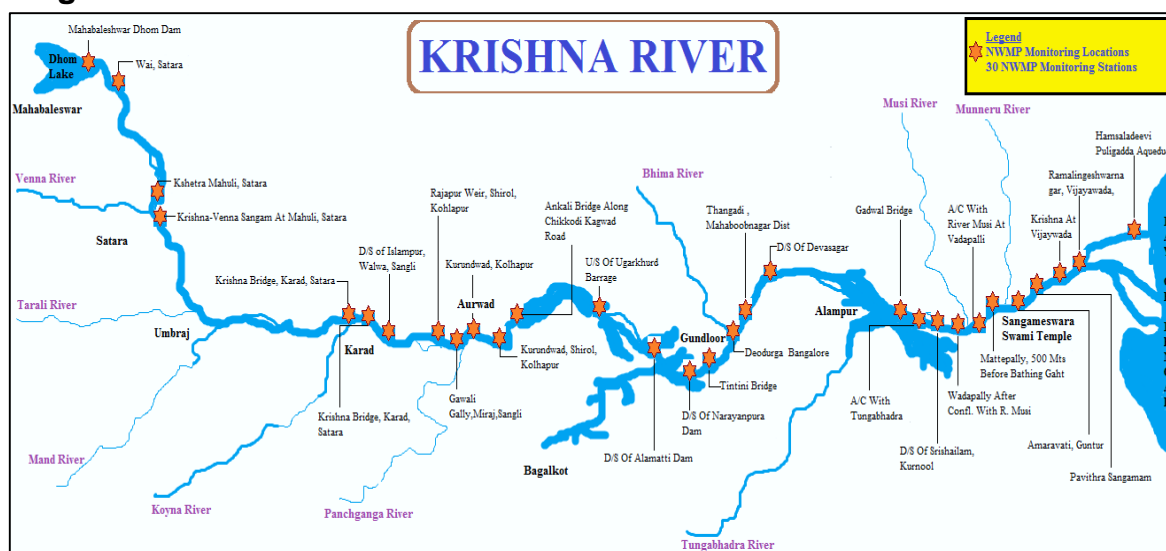 KRISHNA RIVER
Legend
NWMP Monitoring Locations
30 NWMP Monitoring Stations
Mahabaleshwar Dhom Dam
Dhom
Lake
Wai, Satara
Mahabaleswar
Venna River
Kshetra Mahuli, Satara
Krishna-Venna Sangam At Mahuli, Satara
Satara
Tarali River
Umbraj
Mand River
Koyna River
Krishna Bridge, Karad, Satara
Karad
Krishna Bridge, Karad,
Satara
D/S of Islampur,
Walwa, Sangli
Rajapur Weir, Shirol,
Kohlapur
Gawali
Gally,Miraj,Sangli
Panchganga River
Kurundwad, Kolhapur
Aurwad
Kurundwad, Shirol,
Kolhapur
Ankali Bridge Along
Chikkodi Kagwad
Road
U/S Of Ugarkhurd
Barrage
Bagalkot
D/S Of Alamatti Dam
Bhima River
Gundloor
D/S Of Narayanpura
Dam
Tintini Bridge
Deodurga Bangalore
Thangadi ,
Mahaboobnagar Dist
D/S Of Devasagar
Alampur
Tungabhadra River
Gadwal Bridge
A/C With
Tungabhadra
D/S Of Srishailam,
Kurnool
Musi River
Munneru River
A/C With
River Musi At
Vadapalli
Wadapally After
Confl. With R. Musi
Mattepally, 500 Mts
Before Bathing Gaht
Sangameswara
Swami Temple
Amaravati, Guntur
Pavithra Sangamam
Krishna At
Vijaywada
Ramalingeshwarna
gar, Vijayawada,
Hamsaladeevi
Puligadda Aquedu